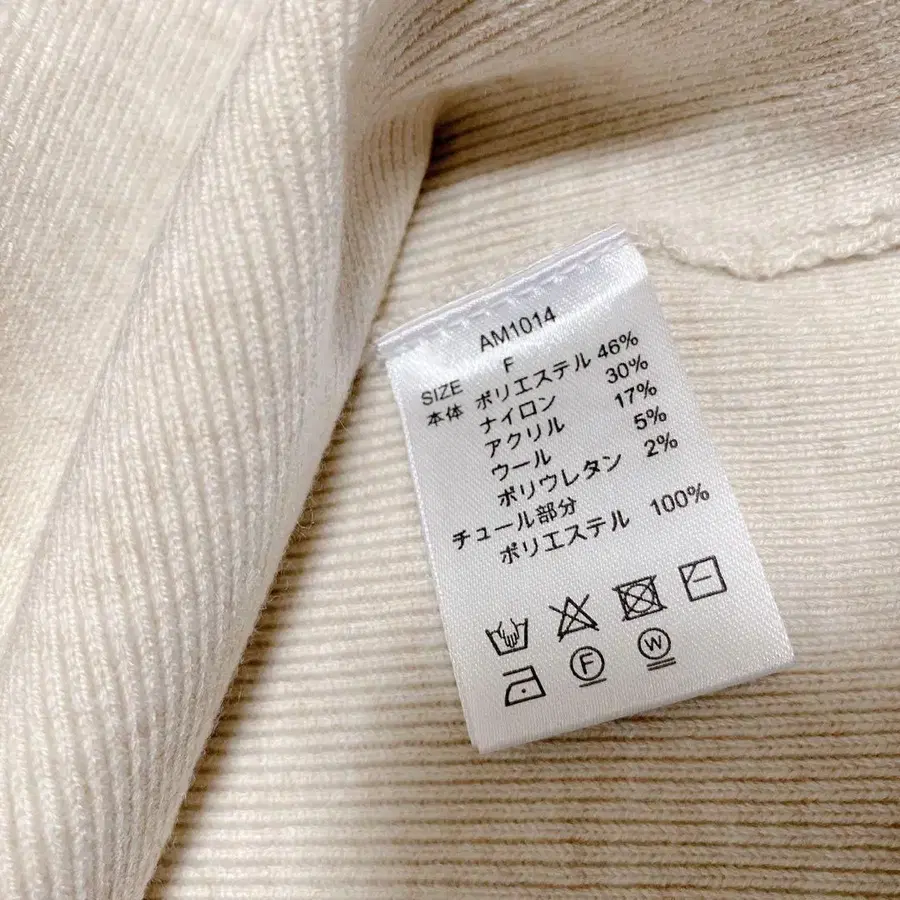 AM1014
SIZE F
本体 ポリエステル 46%
ナイロン 30%
アクリル 17%
ウール 5%
ポリウレタン 2%
チュール部分
ポリエステル 100%
F W